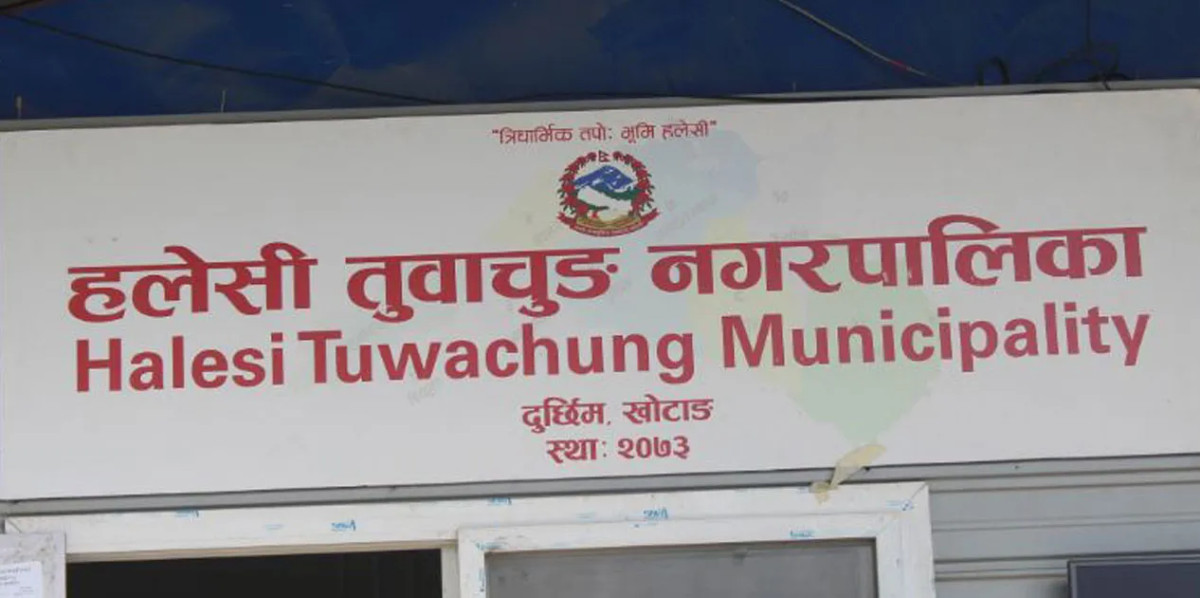 "त्रिधार्मिक तपो: भूमि हलेसी"
हलेसी तुवाचुङ नगरपालिका
Halesi Tuwachung Municipality
दुर्छिम, खोटाङ
स्था: २०७३